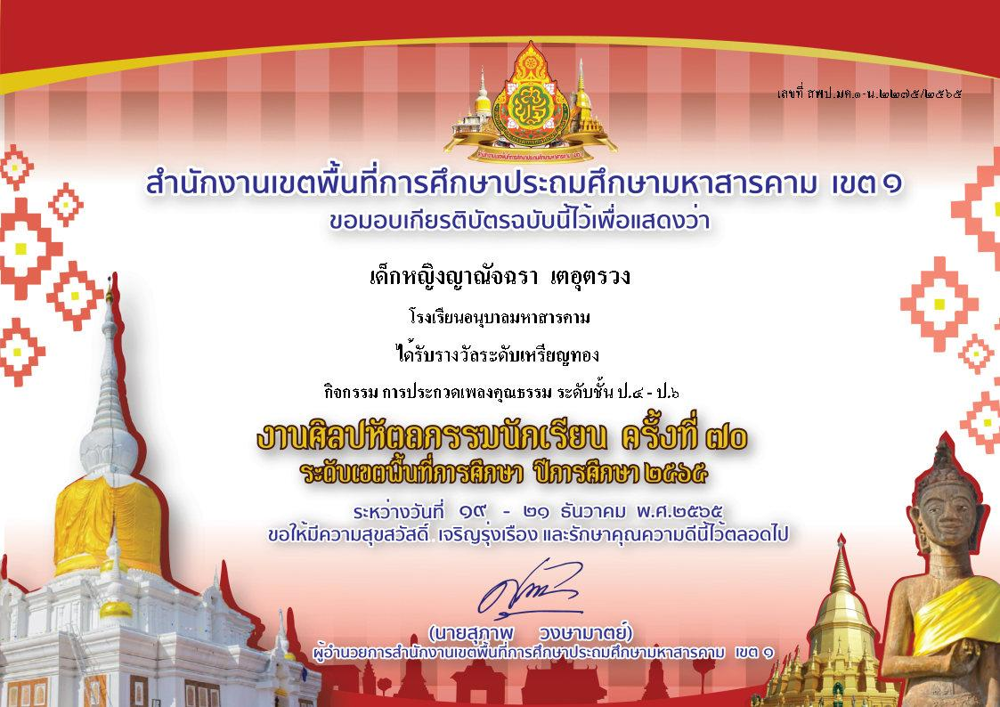 เลขที่ สพป.มค.๑-น.๒๒๗๕/๒๕๖๕
สำนักงานเขตพื้นที่การศึกษาประถมศึกษามหาสารคาม เขต ๑
ขอมอบเกียรติบัตรฉบับนี้ไว้เพื่อแสดงว่า
เด็กหญิงญาณัจฉรา เตอุตรวง
โรงเรียนอนุบาลมหาสารคาม
ได้รับรางวัลระดับเหรียญทอง
กิจกรรม การประกวดเพลงคุณธรรม ระดับชั้น ป.๔ - ป.๖
งานศิลปหัตถกรรมนักเรียน ครั้งที่ ๗๐
ระดับเขตพื้นที่การศึกษา ปีการศึกษา ๒๕๖๕
ระหว่างวันที่ ๑๙ - ๒๑ ธันวาคม พ.ศ.๒๕๖๕
ขอให้มีความสุขสวัสดิ์ เจริญรุ่งเรือง และรักษาคุณความดีนี้ไว้ตลอดไป
(นายสุภาพ วงษามาตย์)
ผู้อำนวยการสำนักงานเขตพื้นที่การศึกษาประถมศึกษามหาสารคาม เขต ๑